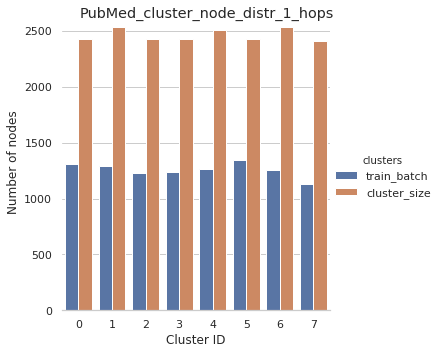 PubMed_cluster_node_distr_1_hops
2500
2000
1500
1000
500
0
Number of nodes
0 1 2 3 4 5 6 7
Cluster ID
clusters
train_batch
cluster_size